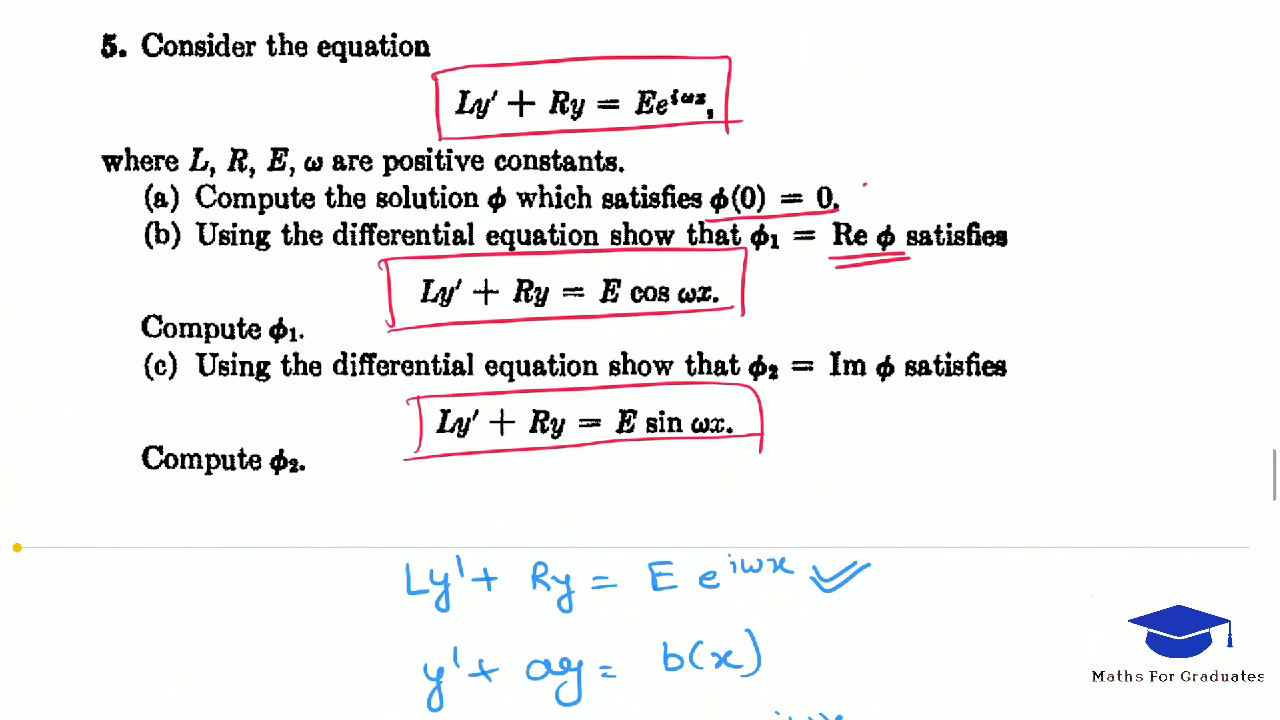 5. Consider the equation
Ly′ + Ry = Ee^{iωx},
where L, R, E, ω are positive constants.
(a) Compute the solution φ which satisfies φ(0) = 0.
(b) Using the differential equation show that φ₁ = Re φ satisfies
Ly′ + Ry = E cos ωx.
Compute φ₁.
(c) Using the differential equation show that φ₂ = Im φ satisfies
Ly′ + Ry = E sin ωx.
Compute φ₂.
Ly' + Ry = E e^{iωx}
y' + ay = b(x)
Maths For Graduates